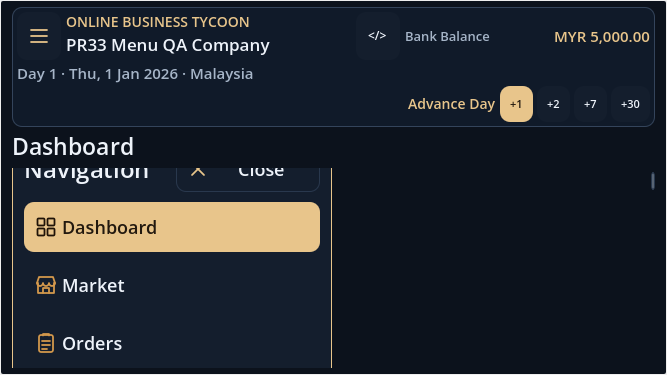 ONLINE BUSINESS TYCOON
PR33 Menu QA Company
</> Bank Balance MYR 5,000.00
Day 1 · Thu, 1 Jan 2026 · Malaysia
Advance Day +1 +2 +7 +30
Dashboard
Navigation Close
Dashboard
Market
Orders